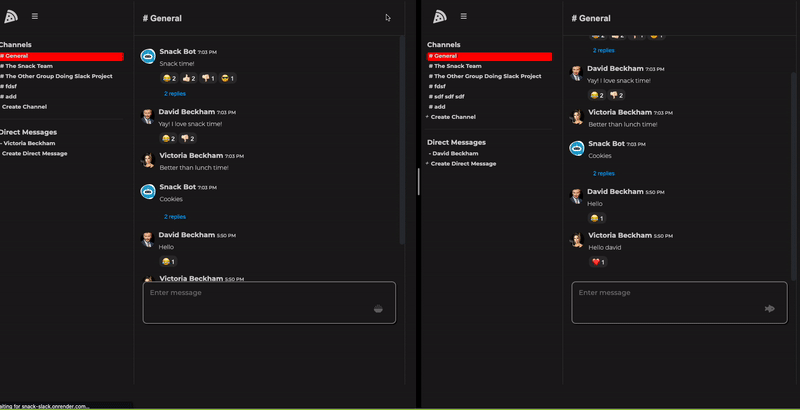 # General
Channels
# General
# The Snack Team
# The Other Group Doing Slack Project
# fdsf
# add
Create Channel
Direct Messages
- Victoria Beckham
Create Direct Message
Snack Bot 7:03 PM
Snack time!
😂 2 👍 2 👎 1 😎 1
2 replies
David Beckham 7:03 PM
Yay! I love snack time!
😂 2 👎 2
Victoria Beckham 7:03 PM
Better than lunch time!
Snack Bot 7:03 PM
Cookies
2 replies
David Beckham 5:50 PM
Hello
😂 1
Victoria Beckham 5:50 PM
Enter message
aiting for snack-slack.onrender.com...
# General
Channels
# General
# The Snack Team
# The Other Group Doing Slack Project
# fdsf
# sdf sdf sdf
# add
+ Create Channel
Direct Messages
- David Beckham
+ Create Direct Message
2 replies
David Beckham 7:03 PM
Yay! I love snack time!
😂 2 👎 2
Victoria Beckham 7:03 PM
Better than lunch time!
Snack Bot 7:03 PM
Cookies
2 replies
David Beckham 5:50 PM
Hello
😂 1
Victoria Beckham 5:50 PM
Hello david
❤️ 1
Enter message